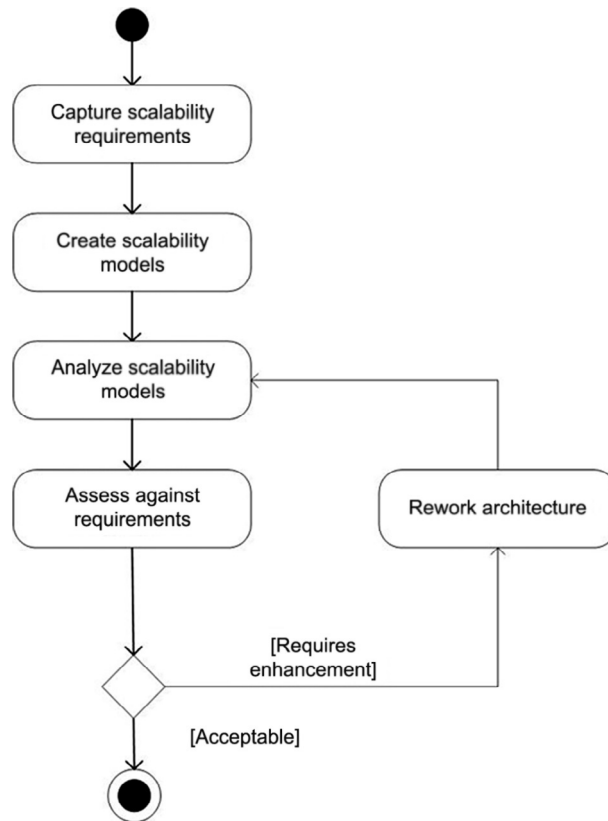 Capture scalability
requirements
Create scalability
models
Analyze scalability
models
Assess against
requirements
Rework architecture
[Requires
enhancement]
[Acceptable]